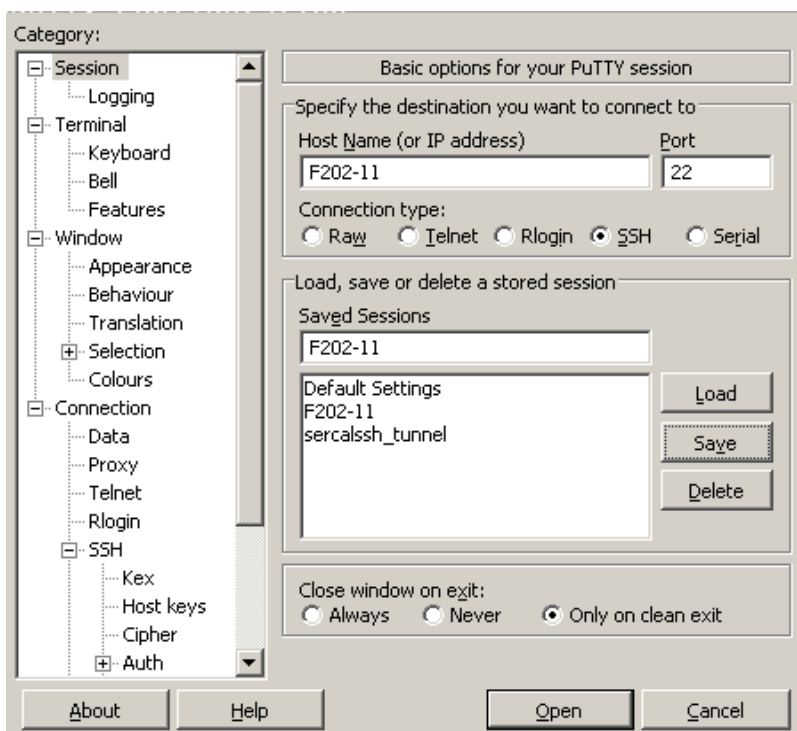 Category:
Session
Logging
Terminal
Keyboard
Bell
Features
Window
Appearance
Behaviour
Translation
Selection
Colours
Connection
Data
Proxy
Telnet
Rlogin
SSH
Kex
Host keys
Cipher
Auth
Basic options for your PuTTY session
Specify the destination you want to connect to
Host Name (or IP address) Port
F202-11 22
Connection type:
Raw Telnet Rlogin SSH Serial
Load, save or delete a stored session
Saved Sessions
F202-11
Default Settings
F202-11
sercalssh_tunnel
Load
Save
Delete
Close window on exit:
Always Never Only on clean exit
About Help Open Cancel